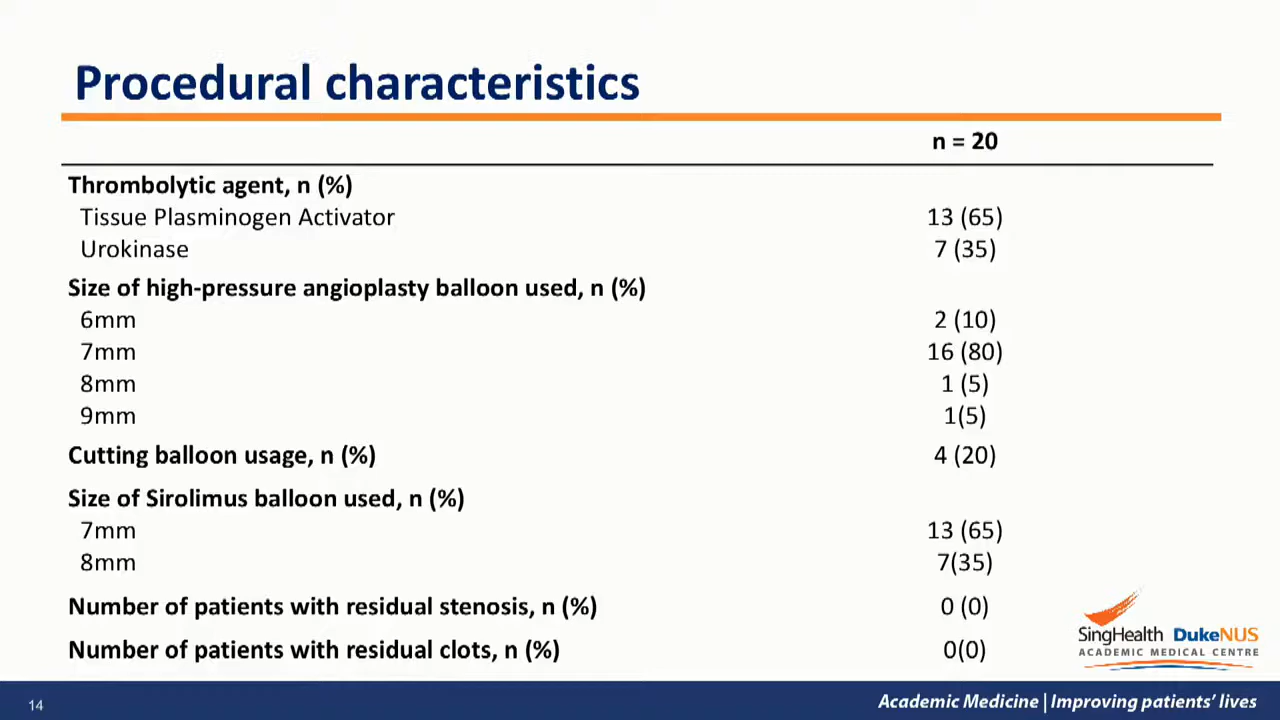 Procedural characteristics
n = 20
Thrombolytic agent, n (%)
Tissue Plasminogen Activator 13 (65)
Urokinase 7 (35)
Size of high-pressure angioplasty balloon used, n (%)
6mm 2 (10)
7mm 16 (80)
8mm 1 (5)
9mm 1(5)
Cutting balloon usage, n (%) 4 (20)
Size of Sirolimus balloon used, n (%)
7mm 13 (65)
8mm 7(35)
Number of patients with residual stenosis, n (%) 0 (0)
Number of patients with residual clots, n (%) 0(0)
SingHealth DukeNUS
ACADEMIC MEDICAL CENTRE
14
Academic Medicine | Improving patients' lives